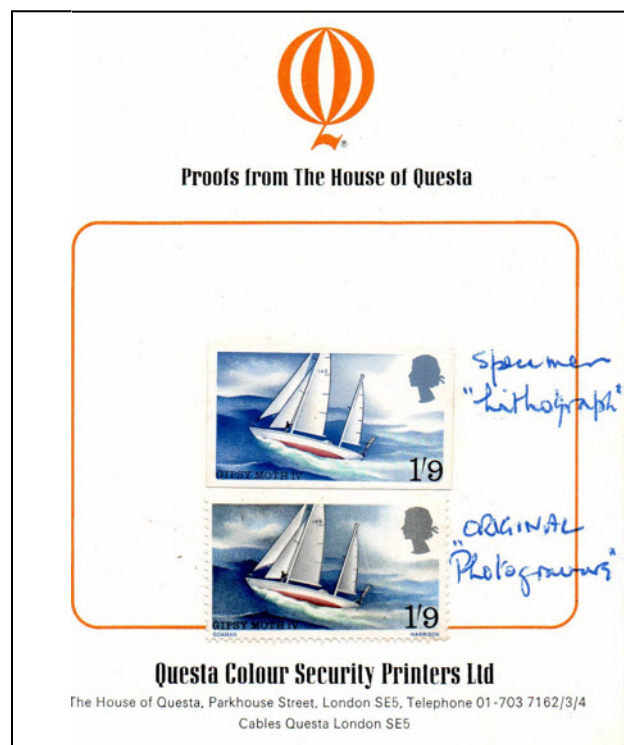 ®
Proofs from The House of Questa
Specimen
"Lithograph"
1'9
GIPSY MOTH IV
ORIGINAL
"Photogravure"
1'9
GIPSY MOTH IV
HARRISON
Questa Colour Security Printers Ltd
The House of Questa, Parkhouse Street, London SE5, Telephone 01-703 7162/3/4
Cables Questa London SE5